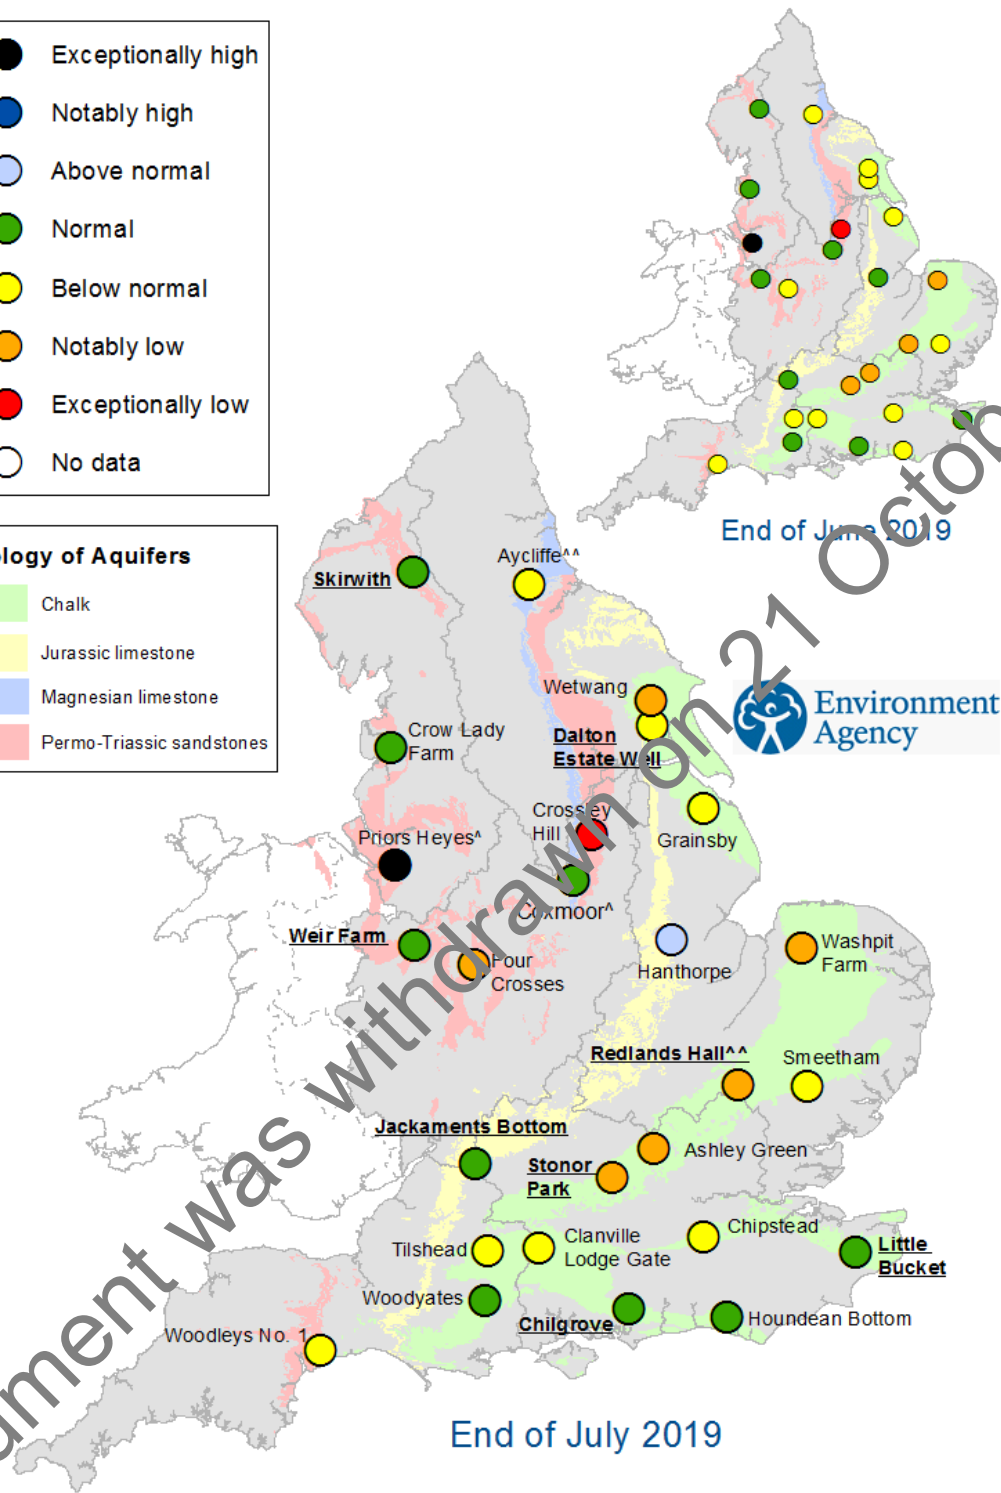 Exceptionally high
Notably high
Above normal
Normal
Below normal
Notably low
Exceptionally low
No data
ology of Aquifers
Chalk
Jurassic limestone
Magnesian limestone
Permo-Triassic sandstones
End of June 2019
Environment
Agency
Skirwith
Aycliffe^^
Wetwang
Dalton
Estate Well
Crow Lady
Farm
Crossley
Hill
Grainsby
Priors Heyes^
Coxmoor^
Weir Farm
Four
Crosses
Hanthorpe
Washpit
Farm
Redlands Hall^^
Smeetham
Jackaments Bottom
Ashley Green
Stonor
Park
Chipstead
Clanville
Lodge Gate
Tilshead
Little
Bucket
Woodyates
Chilgrove
Houndean Bottom
Woodleys No. 1
End of July 2019
ument was withdrawn on 21 Octob